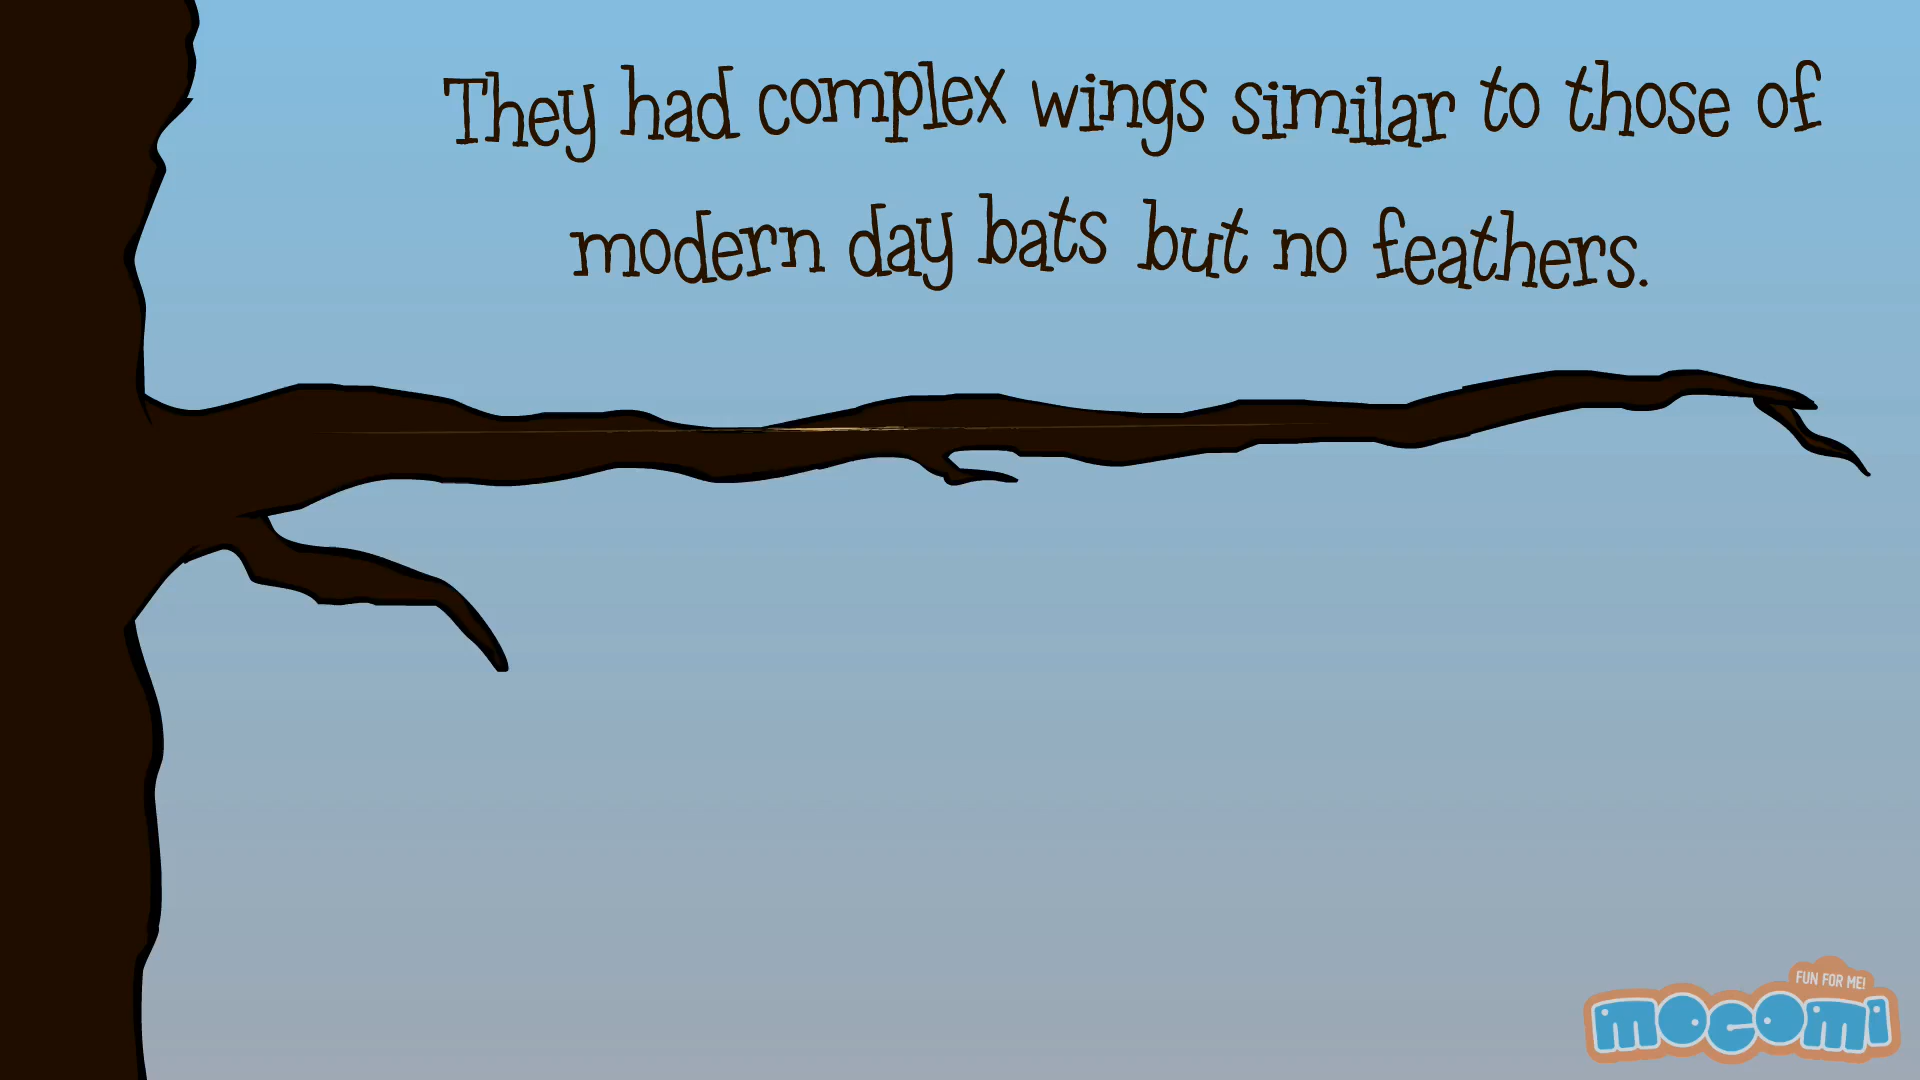 They had complex wings similar to those of
modern day bats but no feathers.
FUN FOR ME!
mocomi